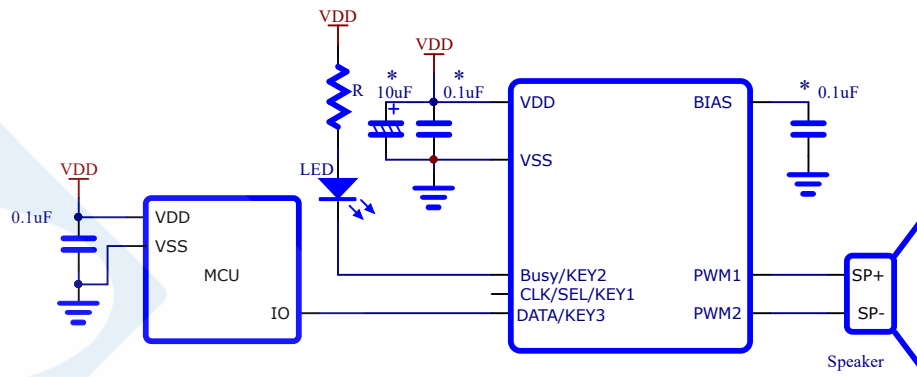 VDD
VDD
R
* *
10uF 0.1uF
+
VDD BIAS
* 0.1uF
VSS
LED
VDD
0.1uF
VDD
VSS
MCU
IO
Busy/KEY2
CLK/SEL/KEY1
DATA/KEY3
PWM1
PWM2
SP+
SP-
Speaker